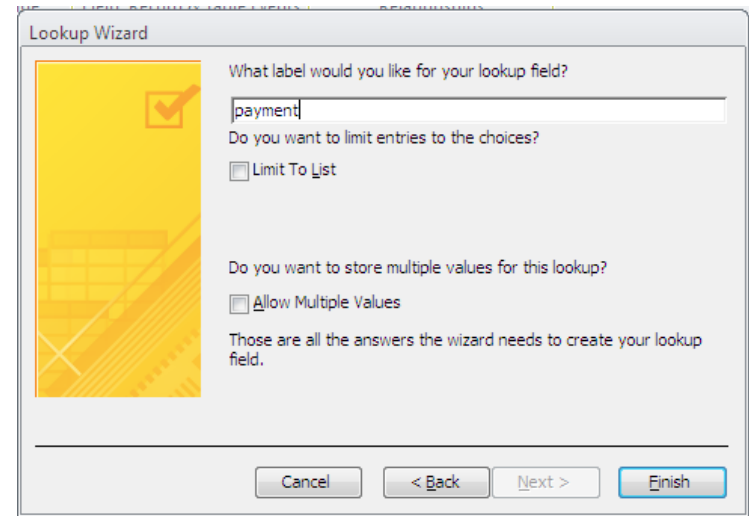 Lookup Wizard
What label would you like for your lookup field?
payment
Do you want to limit entries to the choices?
Limit To List
Do you want to store multiple values for this lookup?
Allow Multiple Values
Those are all the answers the wizard needs to create your lookup
field.
Cancel
< Back
Next >
Finish